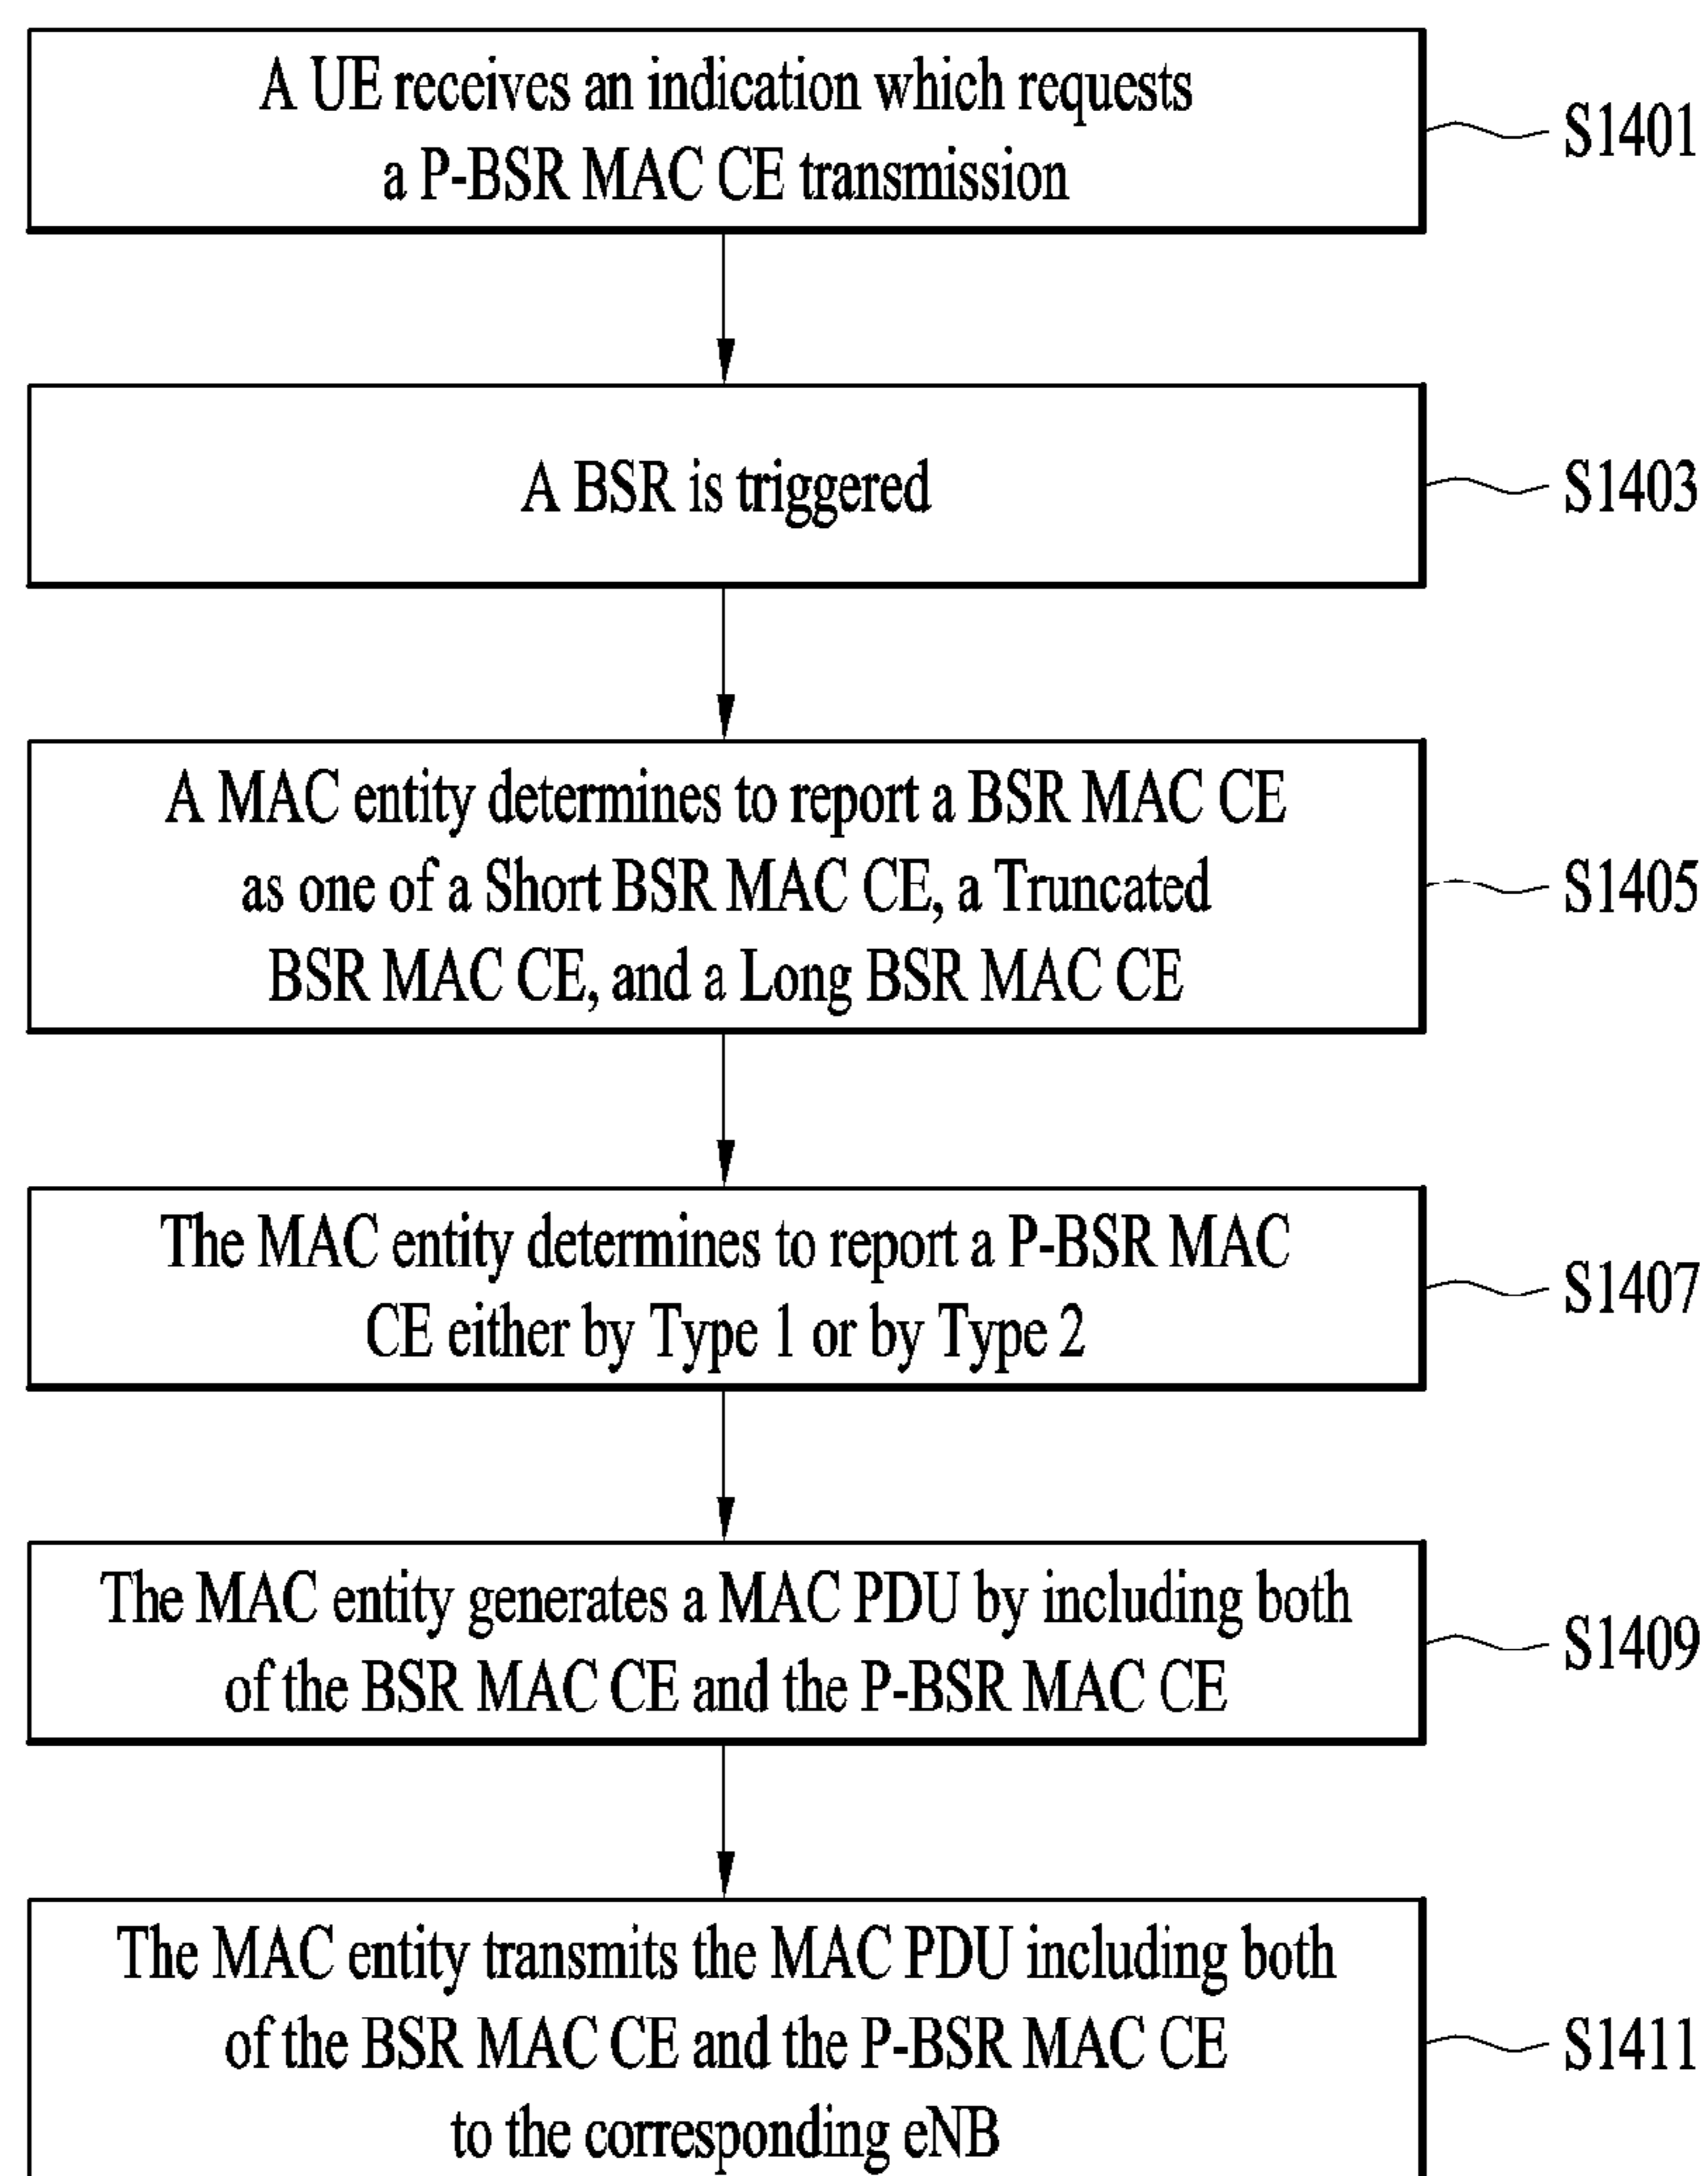 A UE receives an indication which requests
a P-BSR MAC CE transmission
S1401
A BSR is triggered
S1403
A MAC entity determines to report a BSR MAC CE
as one of a Short BSR MAC CE, a Truncated
BSR MAC CE, and a Long BSR MAC CE
S1405
The MAC entity determines to report a P-BSR MAC
CE either by Type 1 or by Type 2
S1407
The MAC entity generates a MAC PDU by including both
of the BSR MAC CE and the P-BSR MAC CE
S1409
The MAC entity transmits the MAC PDU including both
of the BSR MAC CE and the P-BSR MAC CE
to the corresponding eNB
S1411